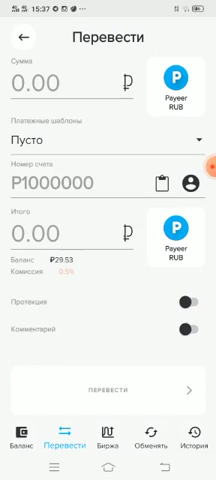 15:37
Перевести
Сумма
0.00 ₽
Payeer
RUB
Платежные шаблоны
Пусто
Номер счета
P1000000
Итого
0.00 ₽
Payeer
RUB
Баланс ₽29.53
Комиссия 0.5%
Протекция
Комментарий
ПЕРЕВЕСТИ
Баланс Перевести Биржа Обменять История